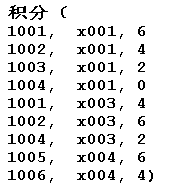 积分（
1001,  x001, 6
1002,  x001, 4
1003,  x001, 2
1004,  x001, 0
1001,  x003, 4
1002,  x003, 6
1004,  x003, 2
1005,  x004, 6
1006,  x004, 4)